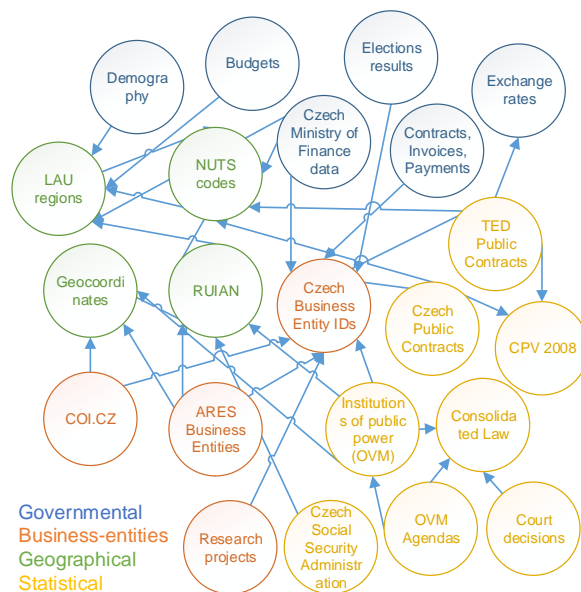 Demogra
phy
Budgets
Elections
results
Exchange
rates
Czech
Ministry of
Finance
data
Contracts,
Invoices,
Payments
LAU
regions
NUTS
codes
TED
Public
Contracts
Geocoordi
nates
RUIAN
Czech
Business
Entity IDs
Czech
Public
Contracts
CPV 2008
COI.CZ
ARES
Business
Entities
Institution
s of public
power
(OVM)
Consolida
ted Law
Research
projects
Czech
Social
Security
Administr
ation
OVM
Agendas
Court
decisions
Governmental
Business-entities
Geographical
Statistical